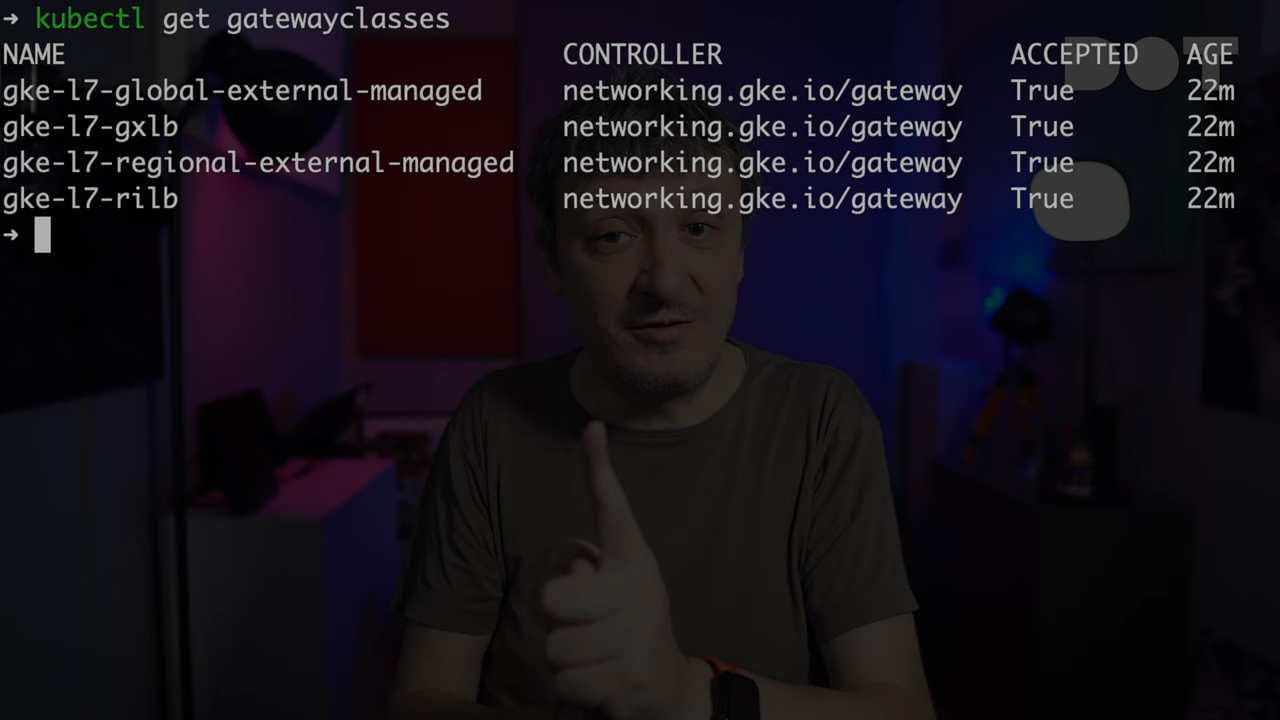 ➜ kubectl get gatewayclasses
NAME CONTROLLER ACCEPTED AGE
gke-l7-global-external-managed networking.gke.io/gateway True 22m
gke-l7-gxlb networking.gke.io/gateway True 22m
gke-l7-regional-external-managed networking.gke.io/gateway True 22m
gke-l7-rilb networking.gke.io/gateway True 22m
➜
DOT